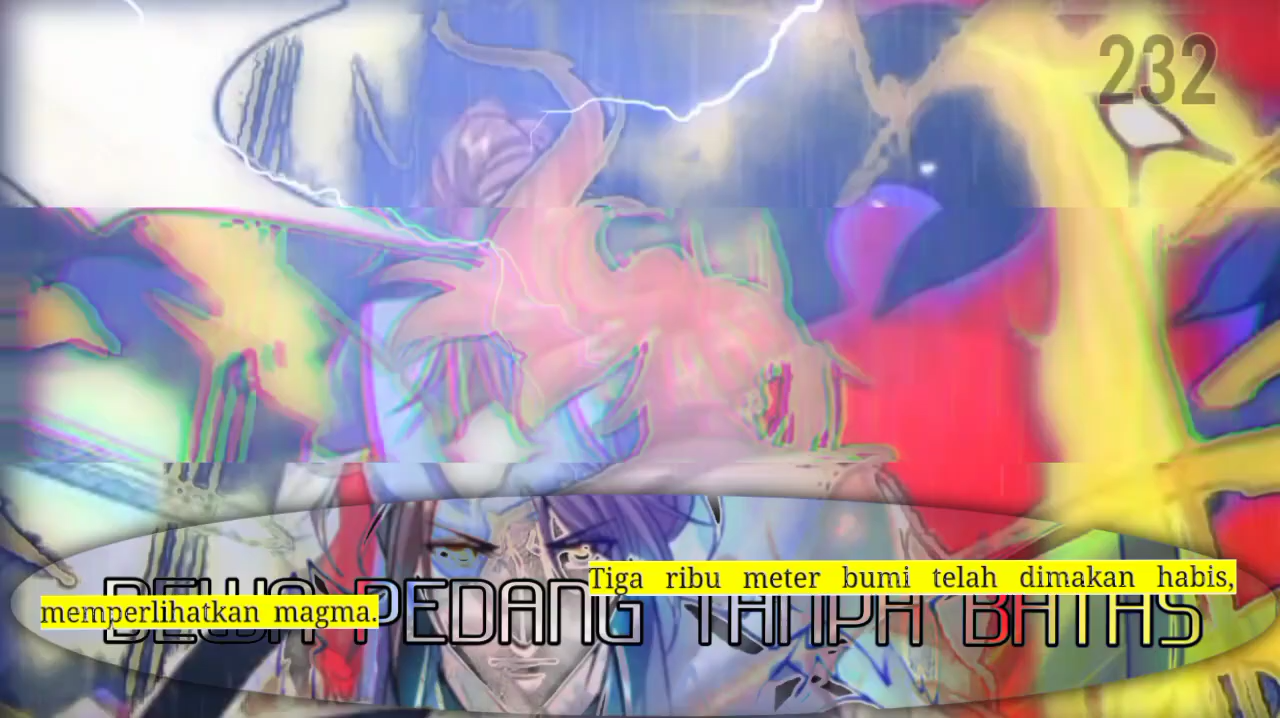 232
Tiga ribu meter bumi telah dimakan habis,
memperlihatkan magma.
DEWA PEDANG TANPA BATAS